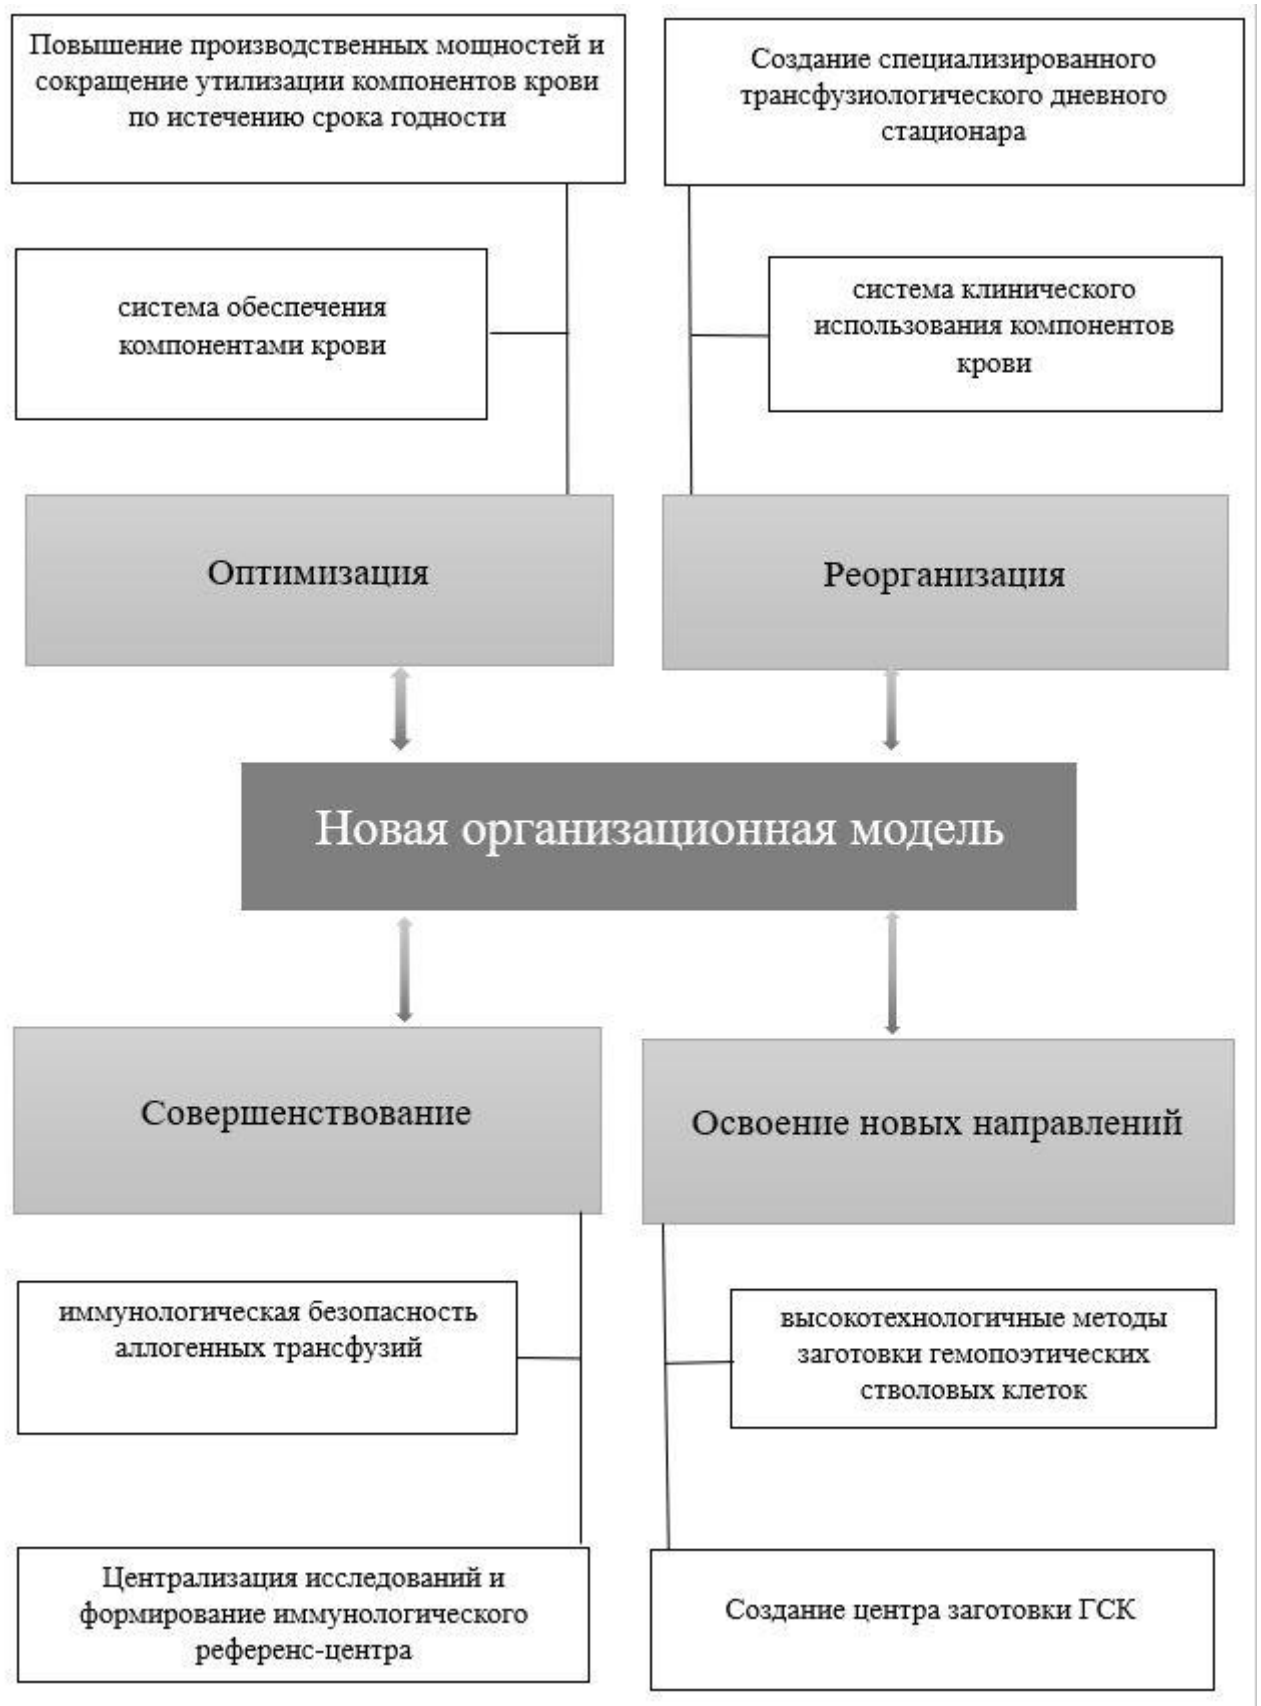 Повышение производственных мощностей и
сокращение утилизации компонентов крови
по истечению срока годности
Создание специализированного
трансфузиологического дневного
стационара
система обеспечения
компонентами крови
система клинического
использования компонентов
крови
Оптимизация
Реорганизация
Новая организационная модель
Совершенствование
Освоение новых направлений
иммунологическая безопасность
аллогенных трансфузий
высокотехнологичные методы
заготовки гемопоэтических
стволовых клеток
Централизация исследований и
формирование иммунологического
референс-центра
Создание центра заготовки ГСК